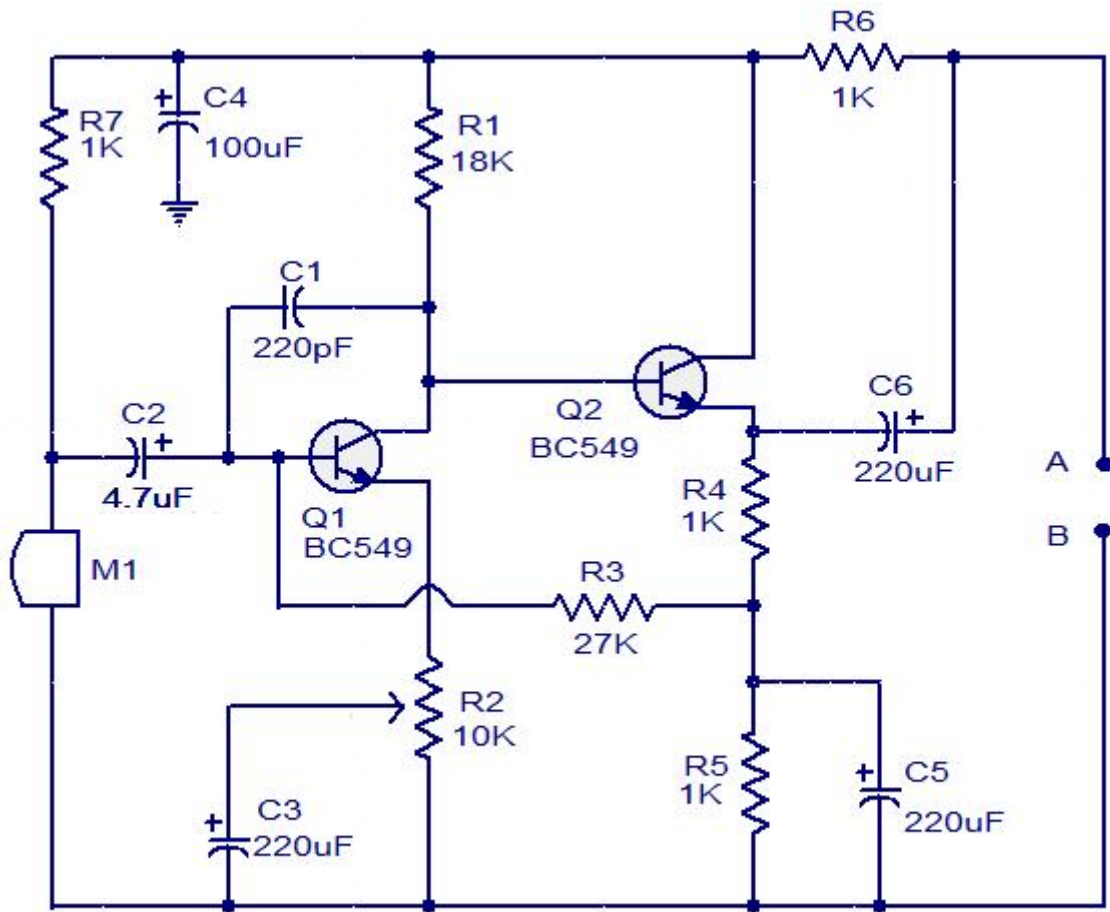 R6
1K
C4
100uF
R7
1K
R1
18K
C1
220pF
C2
4.7uF
Q2
BC549
C6
220uF
A
R4
1K
Q1
BC549
B
M1
R3
27K
R2
10K
R5
1K
C5
220uF
C3
220uF
+
+
+
+
+